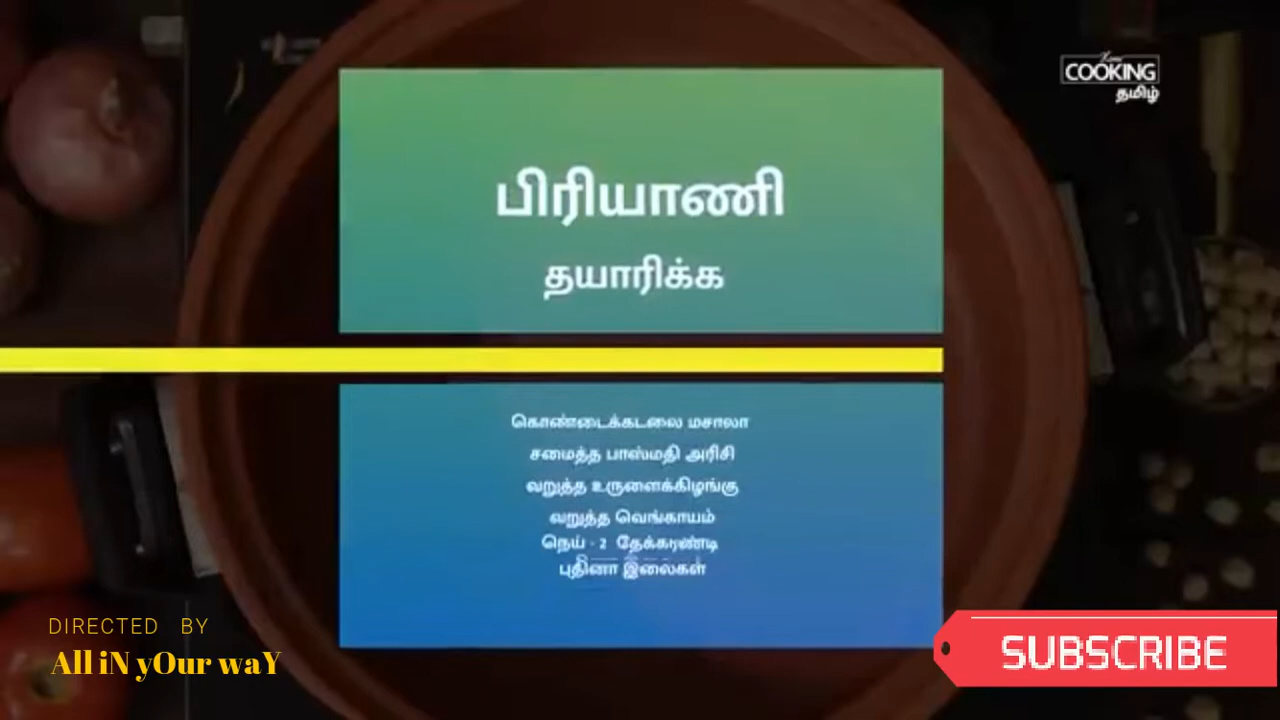 Home
COOKING
தமிழ்
பிரியாணி
தயாரிக்க
கொண்டைக்கடலை மசாலா
சமைத்த பாஸ்மதி அரிசி
வறுத்த உருளைக்கிழங்கு
வறுத்த வெங்காயம்
நெய் - 2 தேக்கரண்டி
புதினா இலைகள்
DIRECTED BY
All iN yOur waY
SUBSCRIBE